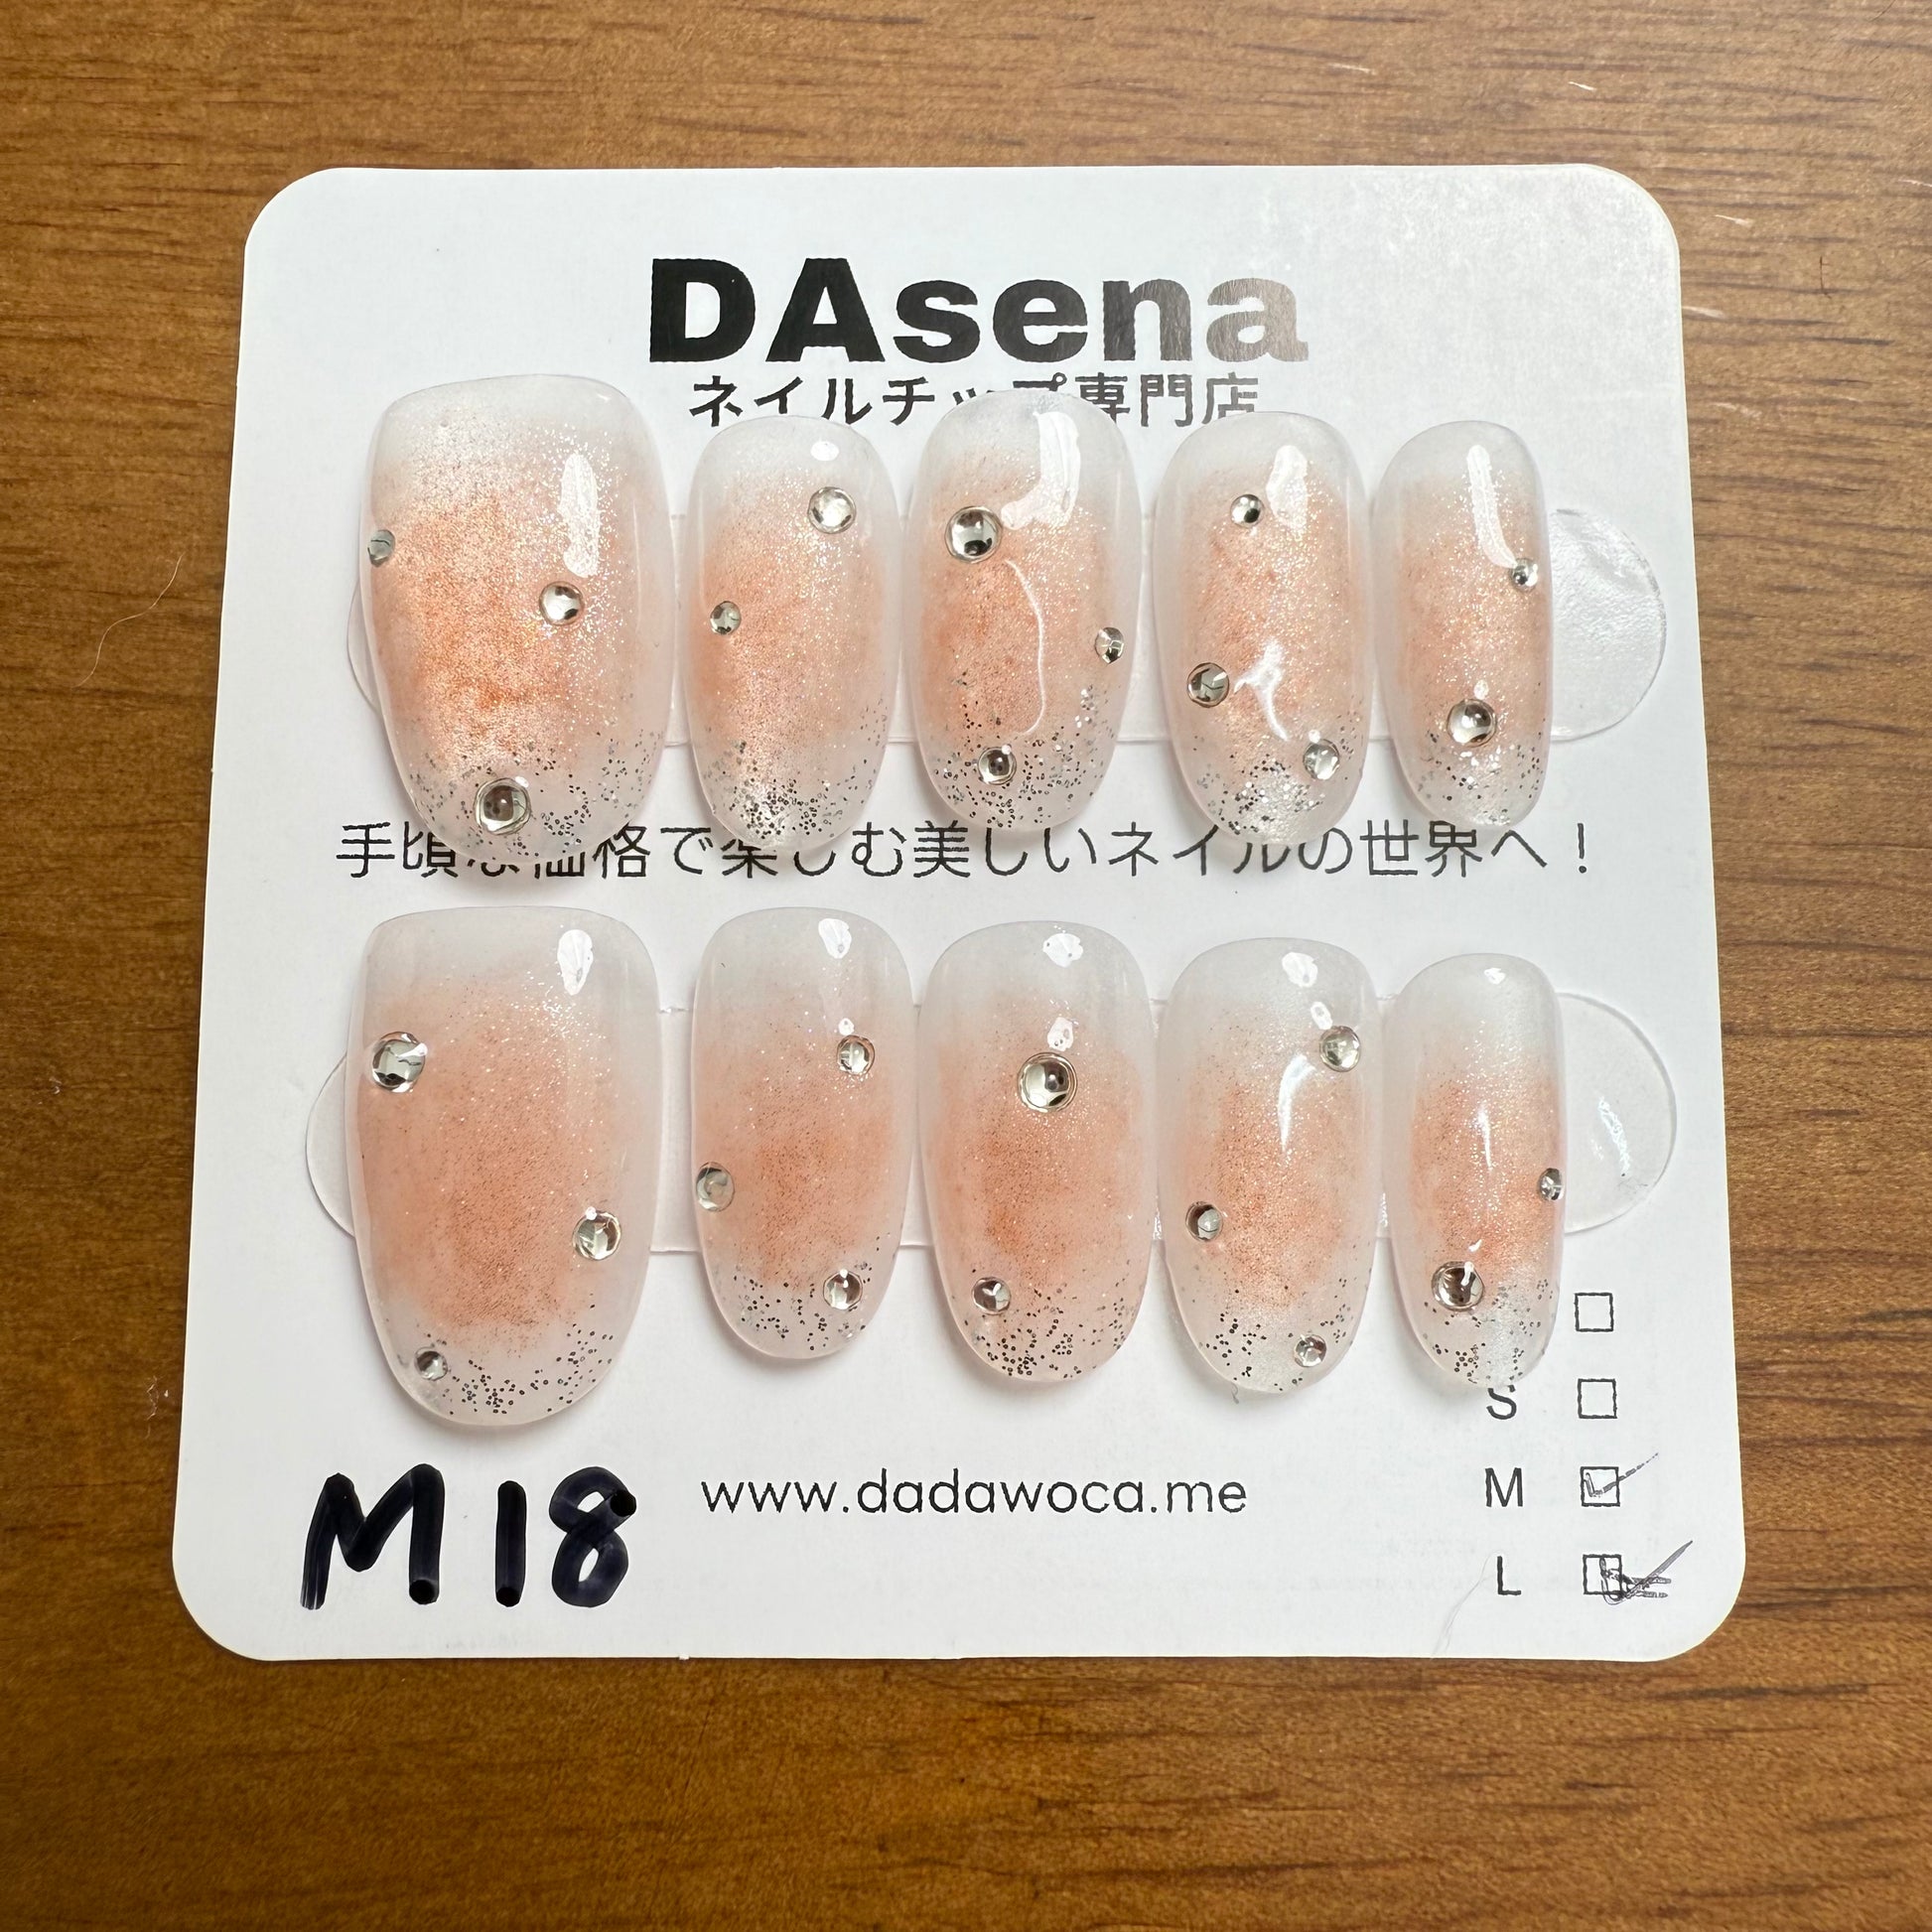 DAsena
ネイルチップ専門店
手頃な価格で楽しむ美しいネイルの世界へ！
S
M
L
M18
www.dadawoca.me